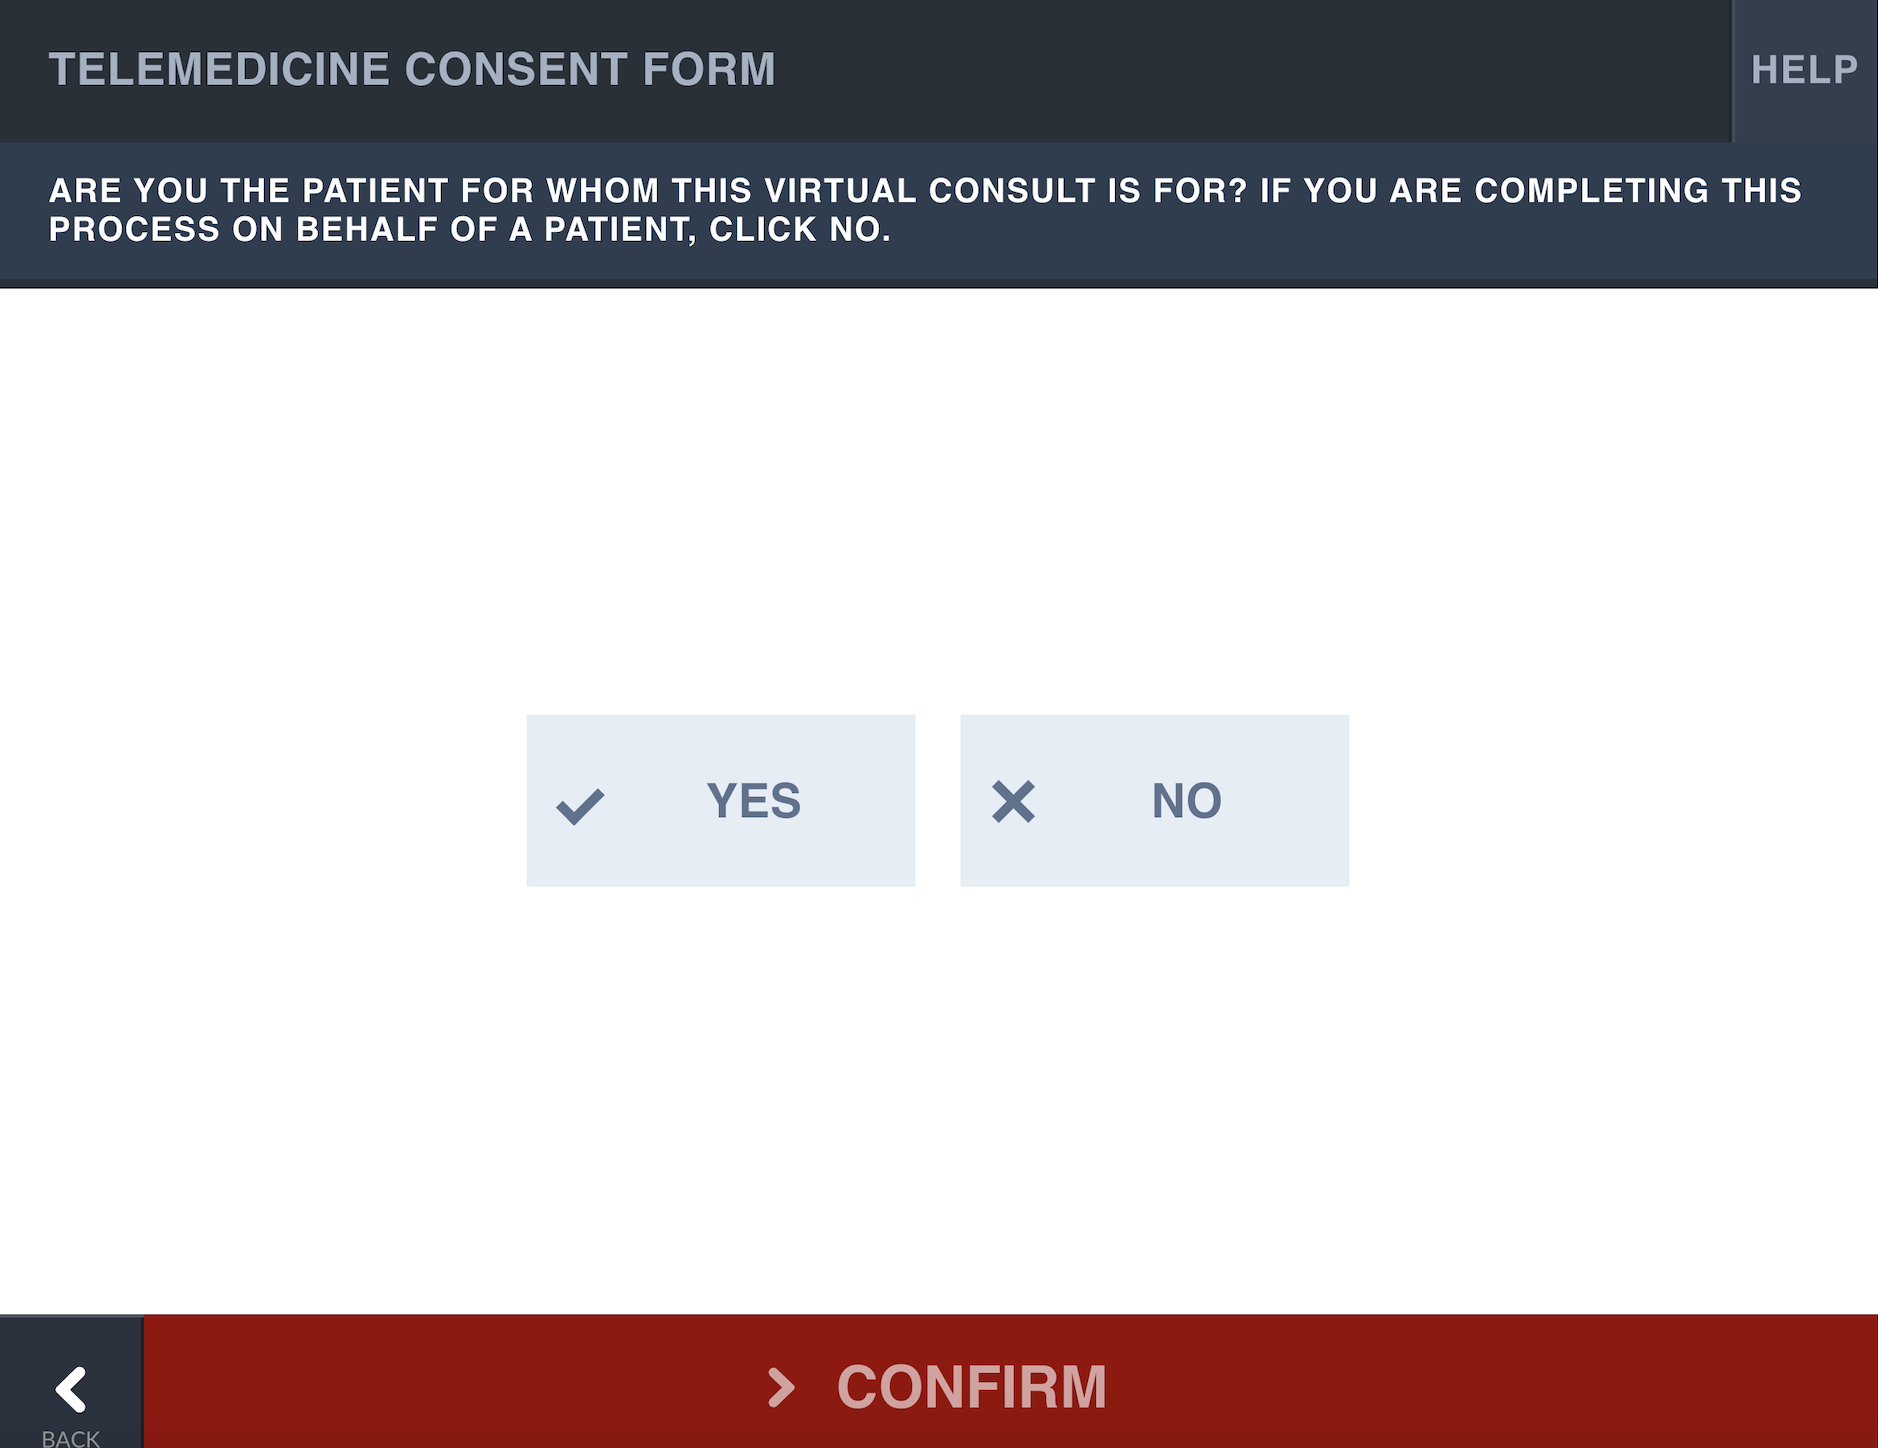 TELEMEDICINE CONSENT FORM
HELP
ARE YOU THE PATIENT FOR WHOM THIS VIRTUAL CONSULT IS FOR? IF YOU ARE COMPLETING THIS
PROCESS ON BEHALF OF A PATIENT, CLICK NO.
YES
NO
BACK
CONFIRM